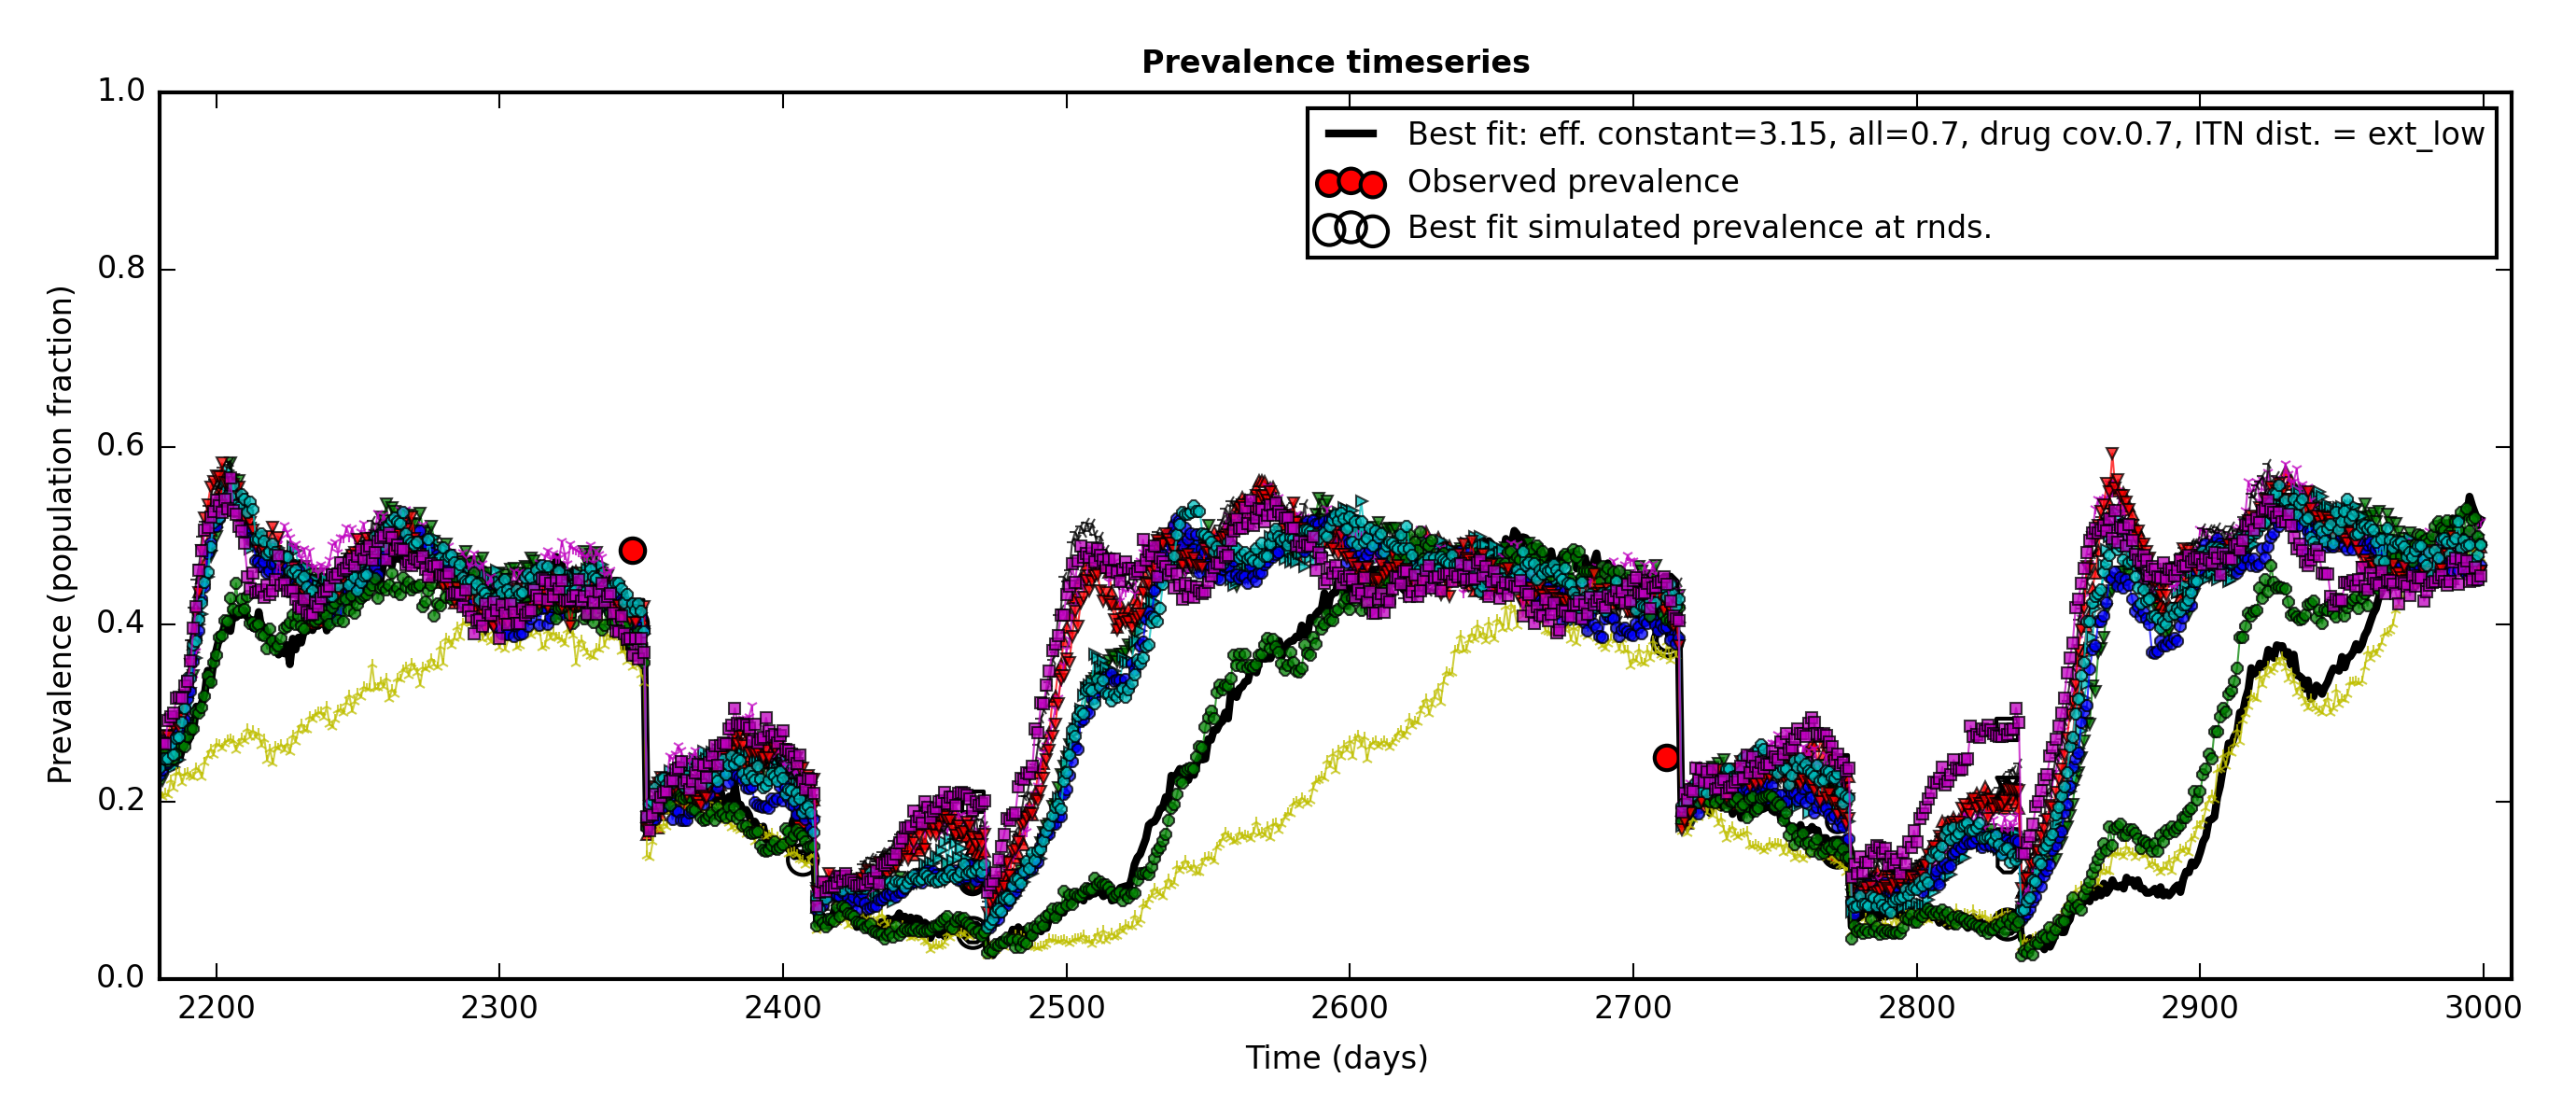 Prevalence timeseries
Best fit: eff. constant=3.15, all=0.7, drug cov.0.7, ITN dist. = ext_low
Observed prevalence
Best fit simulated prevalence at rnds.
Prevalence (population fraction)
1.0
0.8
0.6
0.4
0.2
0.0
2200 2300 2400 2500 2600 2700 2800 2900 3000
Time (days)